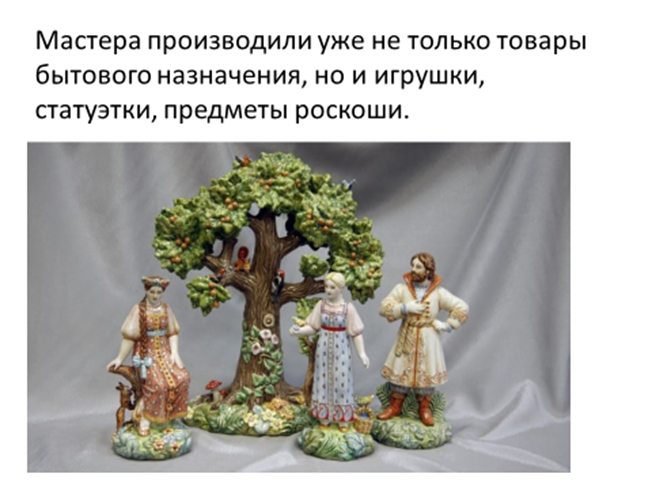 Мастера производили уже не только товары
бытового назначения, но и игрушки,
статуэтки, предметы роскоши.